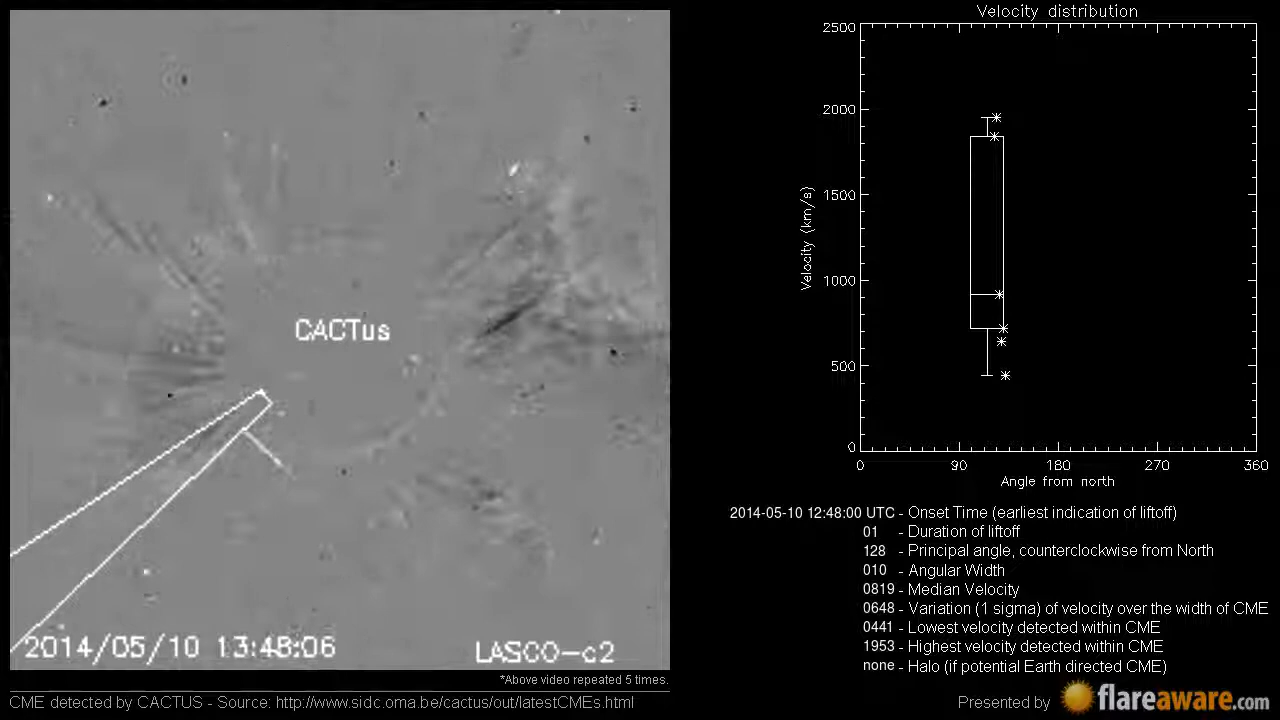 CACTus
2014/05/10 13:48:06
LASCO-c2
*Above video repeated 5 times.
CME detected by CACTUS - Source: http://www.sidc.oma.be/cactus/out/latestCMEs.html
Velocity distribution
2500
2000
1500
1000
500
0
Velocity (km/s)
0 90 180 270 360
Angle from north
2014-05-10 12:48:00 UTC - Onset Time (earliest indication of liftoff)
01 - Duration of liftoff
128 - Principal angle, counterclockwise from North
010 - Angular Width
0819 - Median Velocity
0648 - Variation (1 sigma) of velocity over the width of CME
0441 - Lowest velocity detected within CME
1953 - Highest velocity detected within CME
none - Halo (if potential Earth directed CME)
Presented by flareaware.com